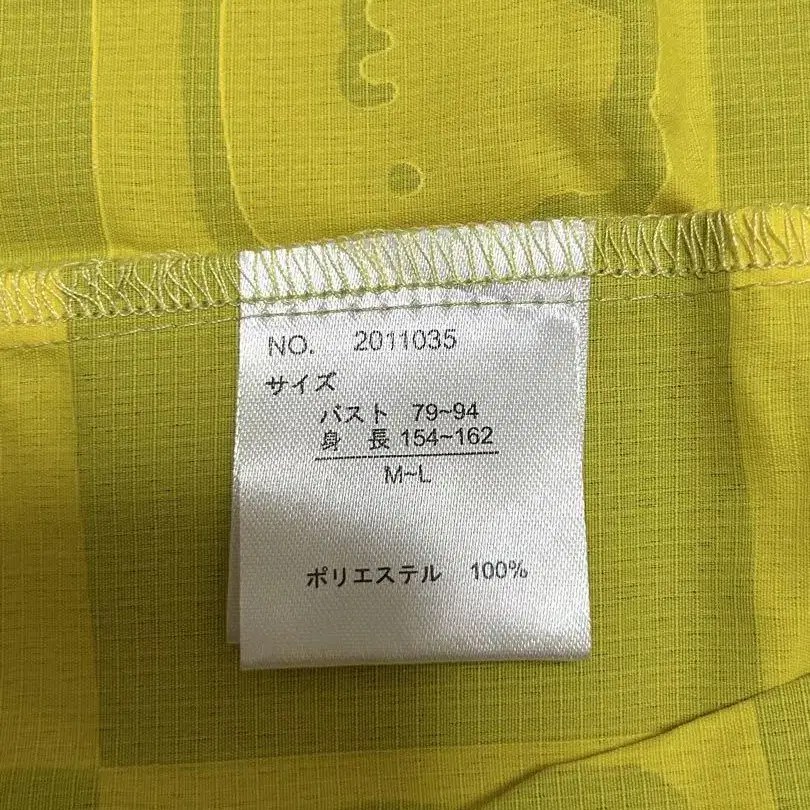 NO. 2011035
サイズ
バスト 79~94
身 長 154~162
M~L
ポリエステル 100%